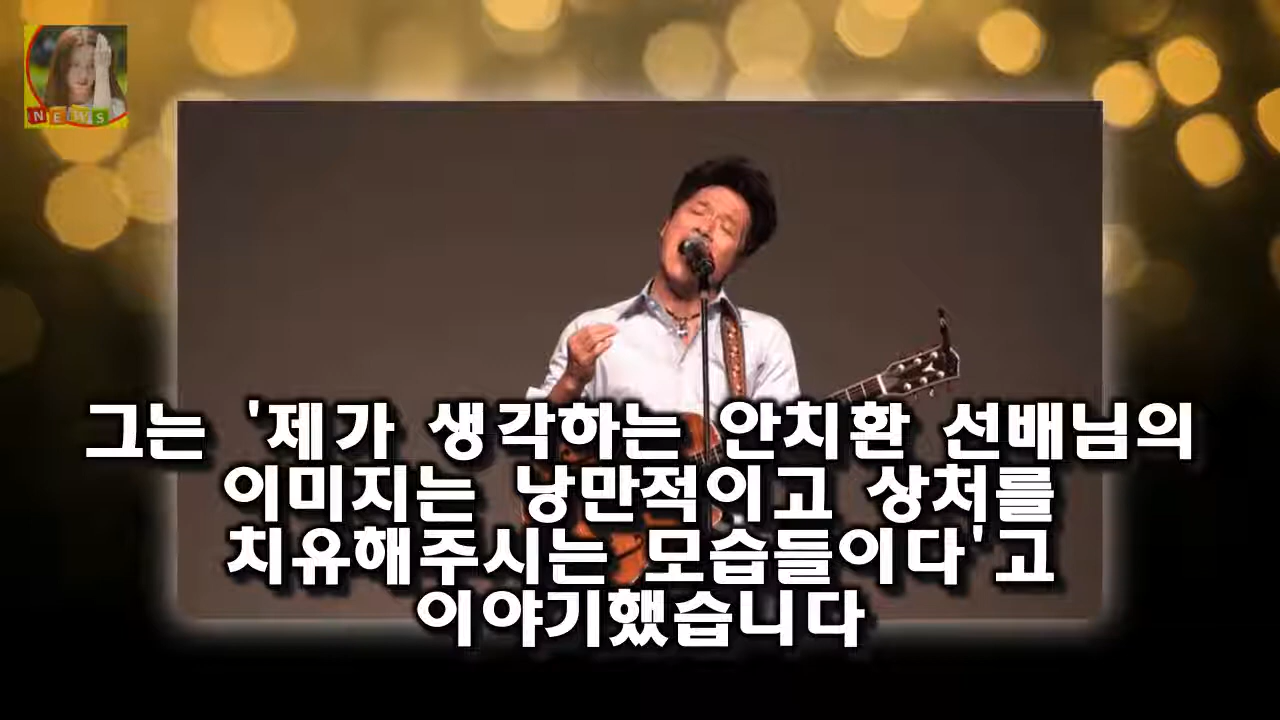 NEWS
그는 '제가 생각하는 안치환 선배님의
이미지는 낭만적이고 상처를
치유해주시는 모습들이다'고
이야기했습니다